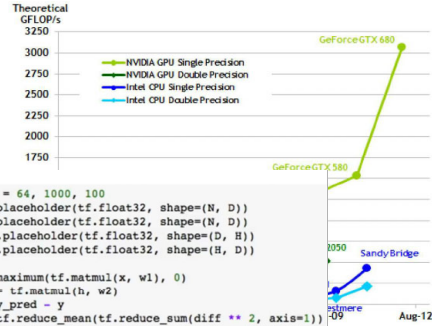 Theoretical
GFLOP/s
3250
GeForce GTX 680
3000
NVIDIA GPU Single Precision
2750
NVIDIA GPU Double Precision
2500
Intel CPU Single Precision
Intel CPU Double Precision
2250
2000
1750
GeForce GTX 580
= 64, 1000, 100
placeholder(tf.float32, shape=(N, D))
placeholder(tf.float32, shape=(N, D))
.placeholder(tf.float32, shape=(D, H))
.placeholder(tf.float32, shape=(H, D))
2050
Sandy Bridge
maximum(tf.matmul(x, w1), 0)
= tf.matmul(h, w2)
y_pred - y
estmere
tf.reduce_mean(tf.reduce_sum(diff ** 2, axis=1))
-09
Aug-12